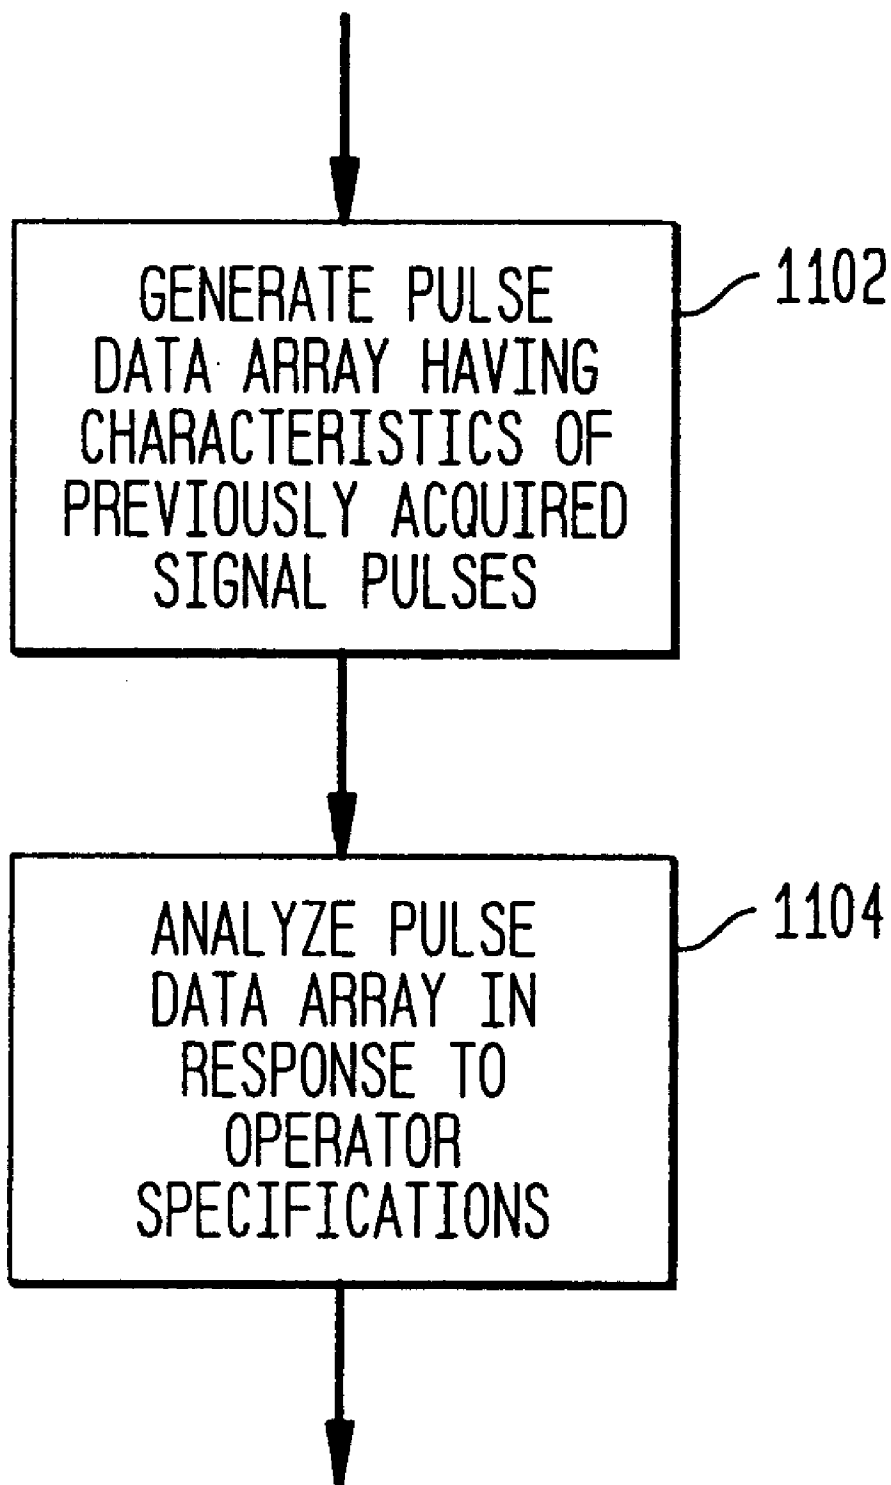 GENERATE PULSE
DATA ARRAY HAVING
CHARACTERISTICS OF
PREVIOUSLY ACQUIRED
SIGNAL PULSES
1102
ANALYZE PULSE
DATA ARRAY IN
RESPONSE TO
OPERATOR
SPECIFICATIONS
1104